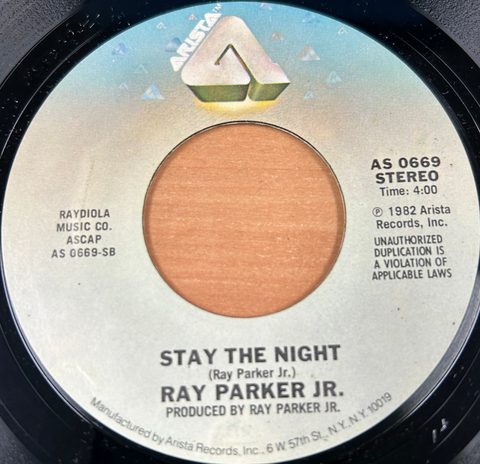 ARISTA™
AS 0669
STEREO
Time: 4:00
℗ 1982 Arista
Records, Inc.
UNAUTHORIZED
DUPLICATION IS
A VIOLATION OF
APPLICABLE LAWS
RAYDIOLA
MUSIC CO.
ASCAP
AS 0669-SB
STAY THE NIGHT
(Ray Parker Jr.)
RAY PARKER JR.
PRODUCED BY RAY PARKER JR.
Manufactured by Arista Records, Inc., 6 W 57th St., N.Y., N.Y. 10019